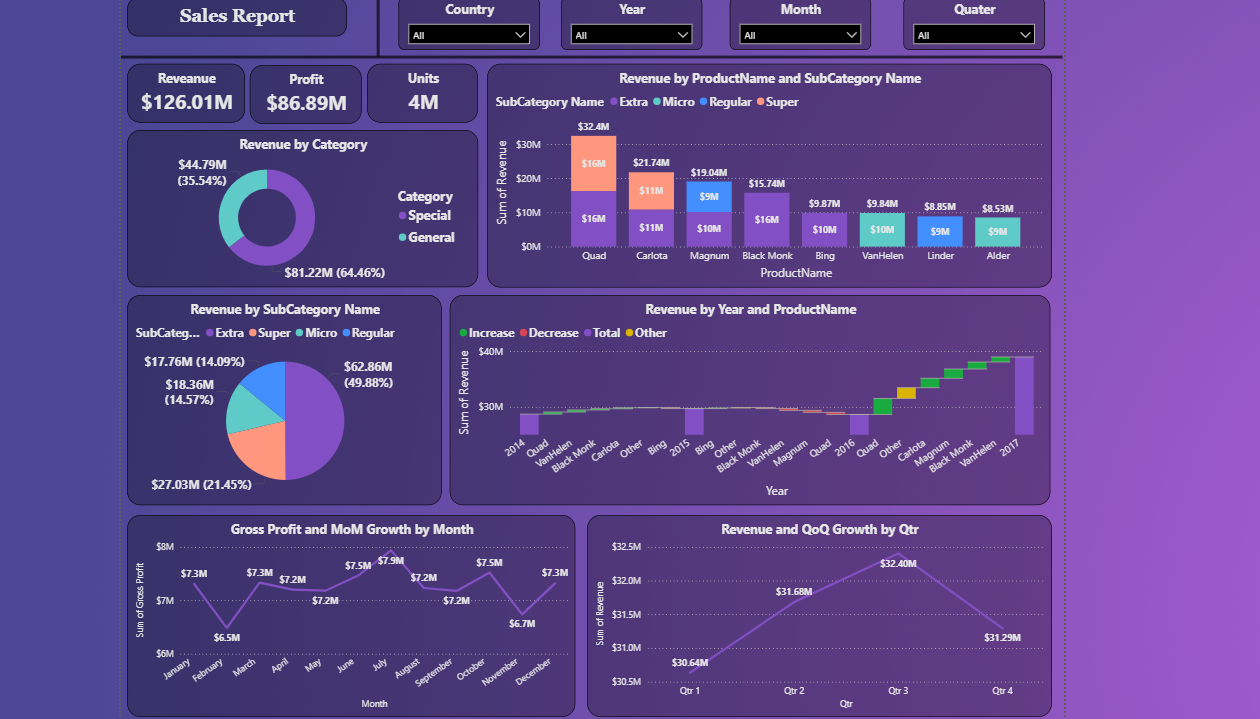 Sales Report
Country
All
Year
All
Month
All
Quater
All
Reveanue
$126.01M
Profit
$86.89M
Units
4M
Revenue by Category
$44.79M
(35.54%)
Category
Special
General
$81.22M (64.46%)
Revenue by ProductName and SubCategory Name
SubCategory Name Extra Micro Regular Super
Sum of Revenue
$30M
$20M
$10M
$0M
$32.4M
$16M
$16M
$21.74M
$11M
$11M
$19.04M
$9M
$10M
$15.74M
$16M
$9.87M
$10M
$9.84M
$10M
$8.85M
$9M
$8.53M
$9M
Quad Carlota Magnum Black Monk Bing VanHelen Linder Alder
ProductName
Revenue by SubCategory Name
SubCateg... Extra Super Micro Regular
$17.76M (14.09%)
$18.36M
(14.57%)
$62.86M
(49.88%)
$27.03M (21.45%)
Revenue by Year and ProductName
Increase Decrease Total Other
Sum of Revenue
$40M
$30M
2014 Quad VanHelen Black Monk Carlota Other Bing 2015 Bing Other Black Monk VanHelen Magnum Quad 2016 Quad Other Carlota Magnum Black Monk VanHelen 2017
Year
Gross Profit and MoM Growth by Month
Sum of Gross Profit
$8M
$7M
$6M
$7.3M
$6.5M
$7.3M
$7.2M
$7.2M
$7.5M
$7.9M
$7.2M
$7.2M
$7.5M
$6.7M
$7.3M
January February March April May June July August September October November December
Month
Revenue and QoQ Growth by Qtr
Sum of Revenue
$32.5M
$32.0M
$31.5M
$31.0M
$30.5M
$30.64M
$31.68M
$32.40M
$31.29M
Qtr 1 Qtr 2 Qtr 3 Qtr 4
Qtr